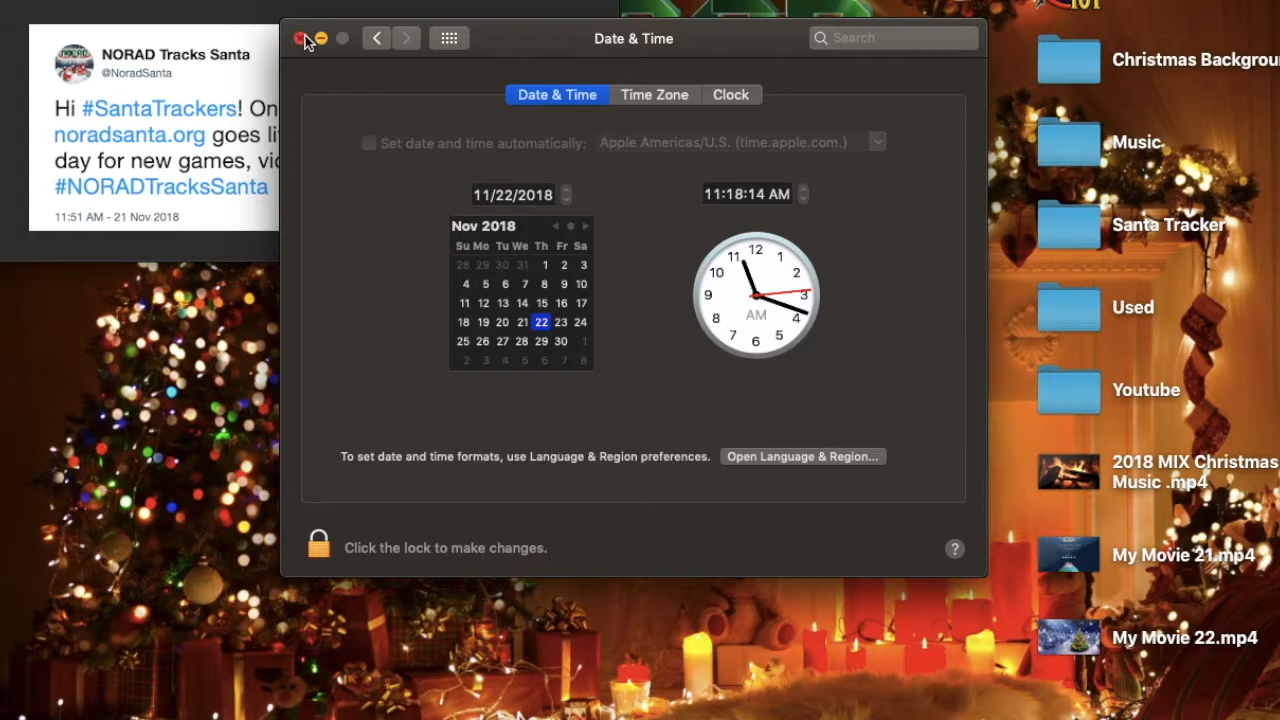 NORAD Tracks Santa
@NoradSanta
Hi #SantaTrackers! On
noradsanta.org goes li
day for new games, vic
#NORADTracksSanta
11:51 AM - 21 Nov 2018
Date & Time
Search
Date & Time Time Zone Clock
Set date and time automatically: Apple Americas/U.S. (time.apple.com.)
11/22/2018
11:18:14 AM
Nov 2018
Su Mo Tu We Th Fr Sa
28 29 30 31 1 2 3
4 5 6 7 8 9 10
11 12 13 14 15 16 17
18 19 20 21 22 23 24
25 26 27 28 29 30 1
2 3 4 5 6 7 8
12
11 1
10 2
9 3
AM
8 4
7 5
6
To set date and time formats, use Language & Region preferences. Open Language & Region...
Click the lock to make changes.
?
101
Christmas Backgrou
Music
Santa Tracker
Used
Youtube
2018 MIX Christmas
Music .mp4
My Movie 21.mp4
My Movie 22.mp4